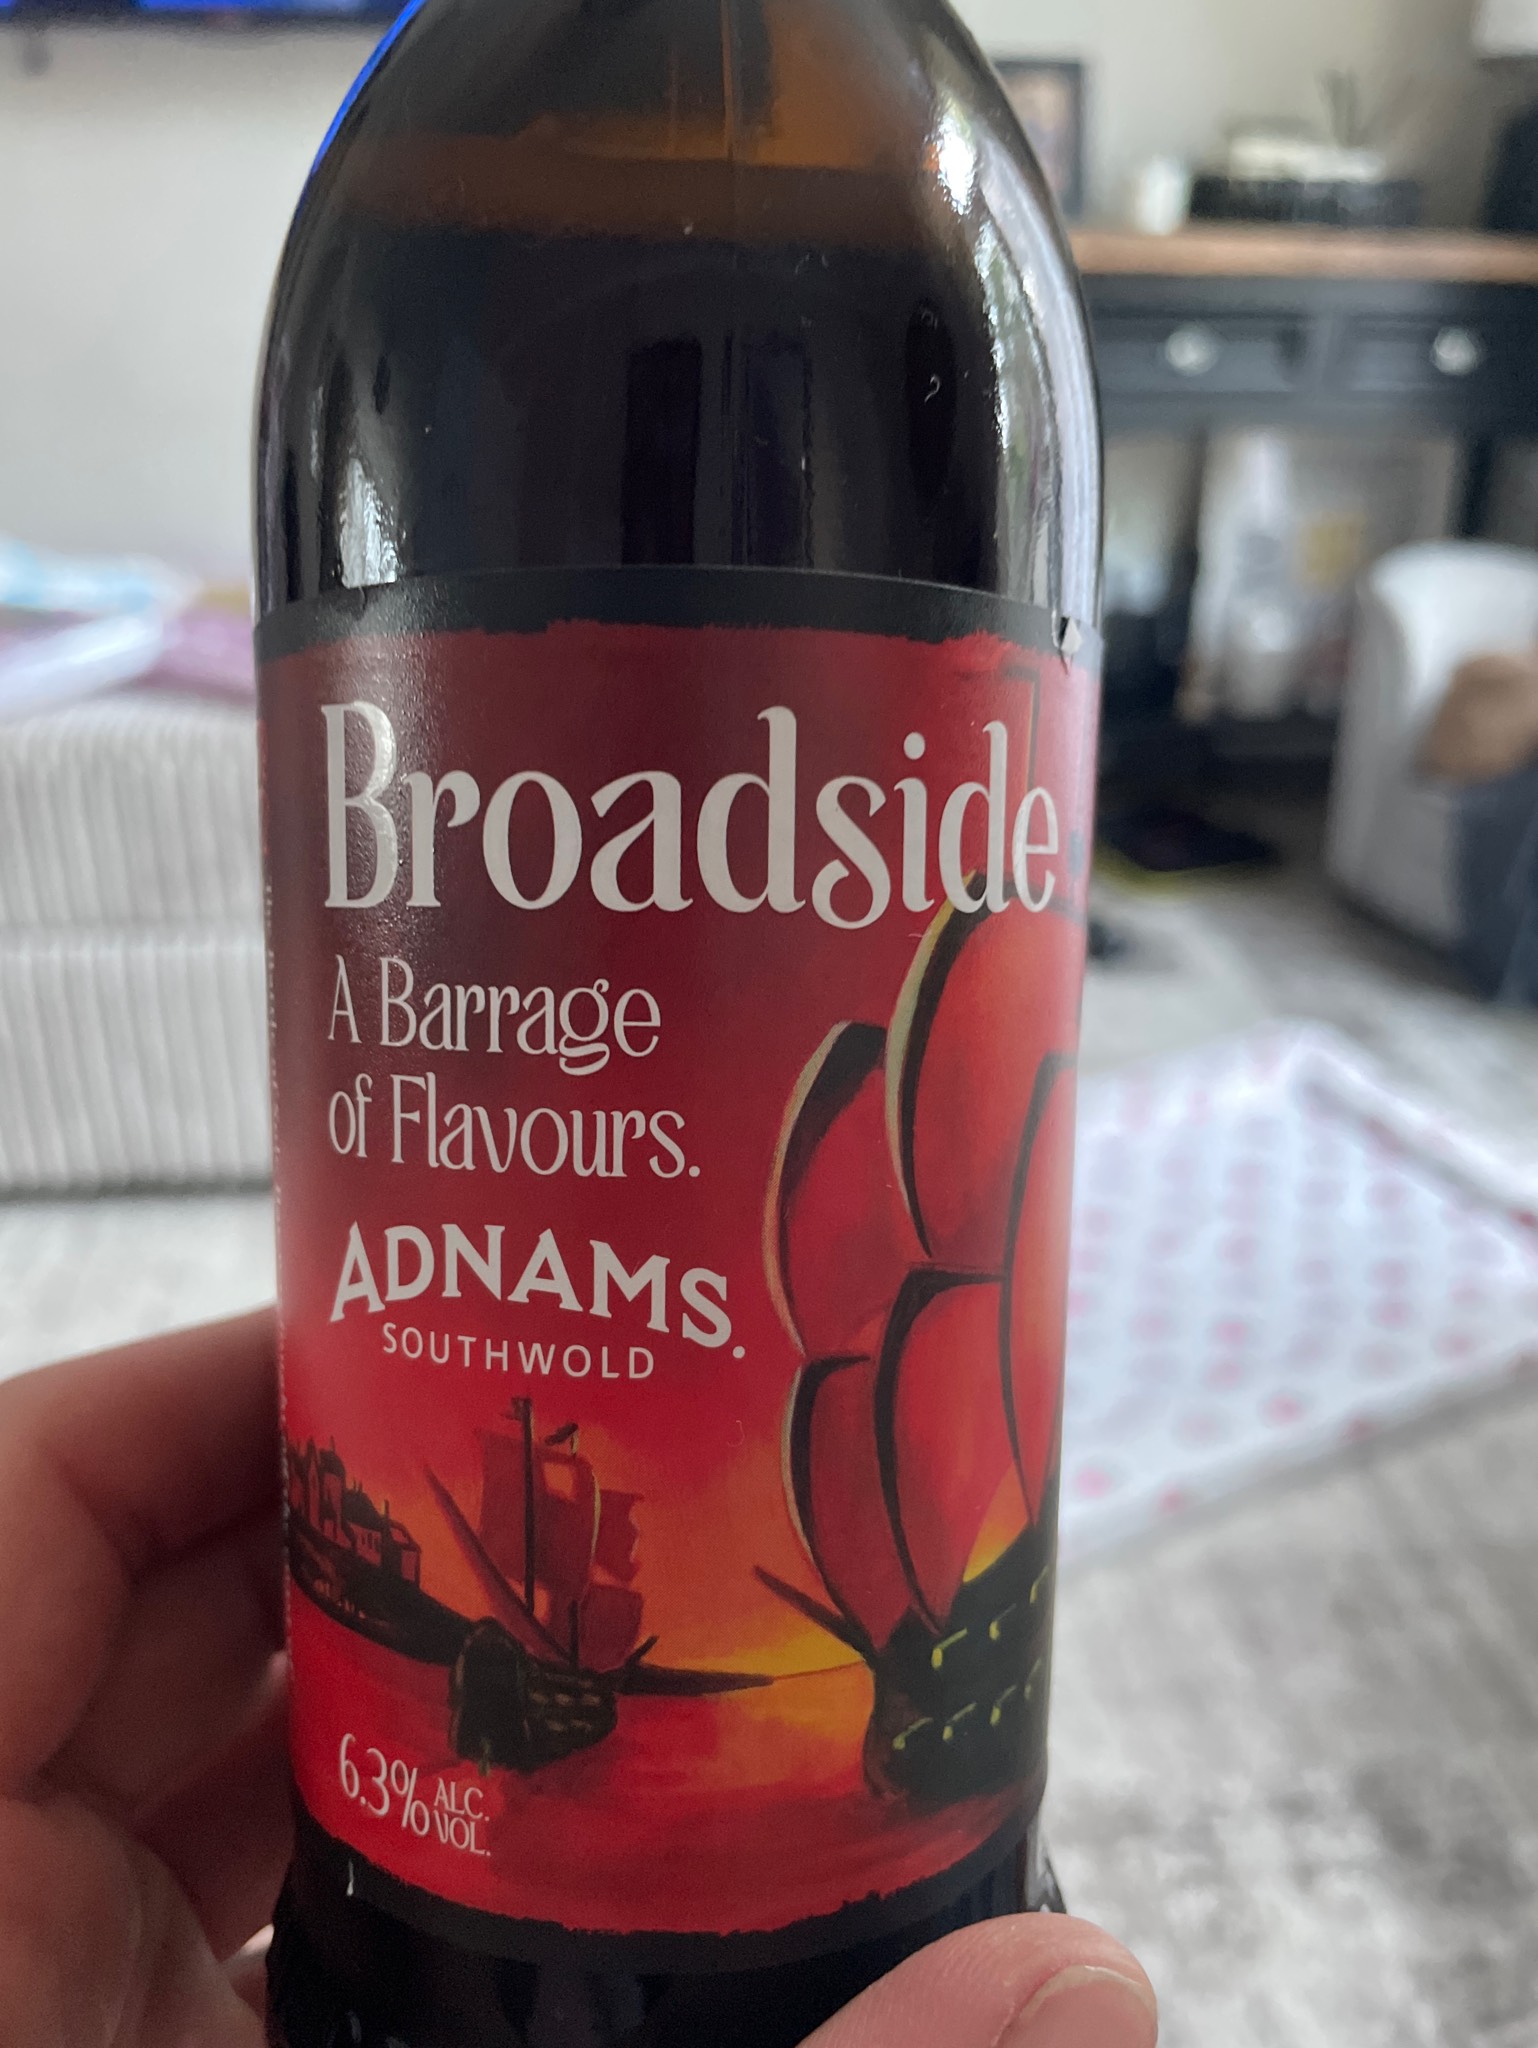 Broadside
A Barrage
of Flavours.
ADNAMS.
SOUTHWOLD
6.3% ALC.
VOL.